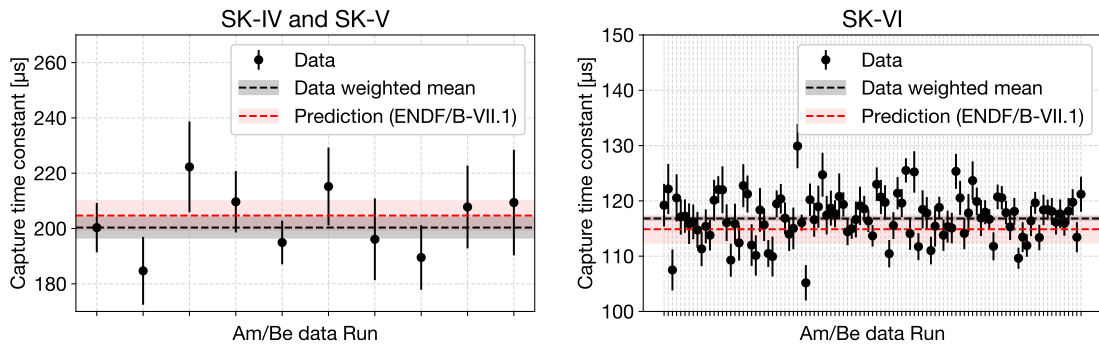 SK-IV and SK-V
Capture time constant [μs]
260
240
220
200
180
Data
Data weighted mean
Prediction (ENDF/B-VII.1)
Am/Be data Run
SK-VI
Capture time constant [μs]
150
140
130
120
110
100
Data
Data weighted mean
Prediction (ENDF/B-VII.1)
Am/Be data Run